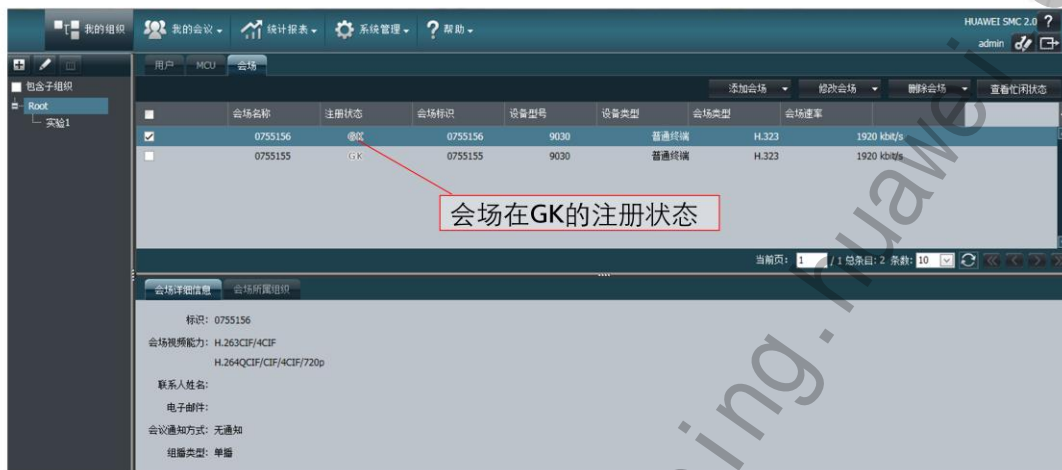 我的组织 我的会议 统计报表 系统管理 帮助 HUAWEI SMC 2.0 ?
admin
用户 MCU 会场
包含子组织
添加会场 修改会场 删除会场 查看忙闲状态
Root
实验1
会场名称 注册状态 会场标识 设备型号 设备类型 会场类型 会场速率
0755156 0755156 9030 普通终端 H.323 1920 kbit/s
0755155 GK 0755155 9030 普通终端 H.323 1920 kbit/s
会场在GK的注册状态
当前页: 1 / 1 总条目: 2 条数: 10
会场详细信息 会场所属组织
标识: 0755156
会场视频能力: H.263CIF/4CIF
H.264QCIF/CIF/4CIF/720p
联系人姓名:
电子邮件:
会议通知方式: 无通知
组播类型: 单播
ing.huawei